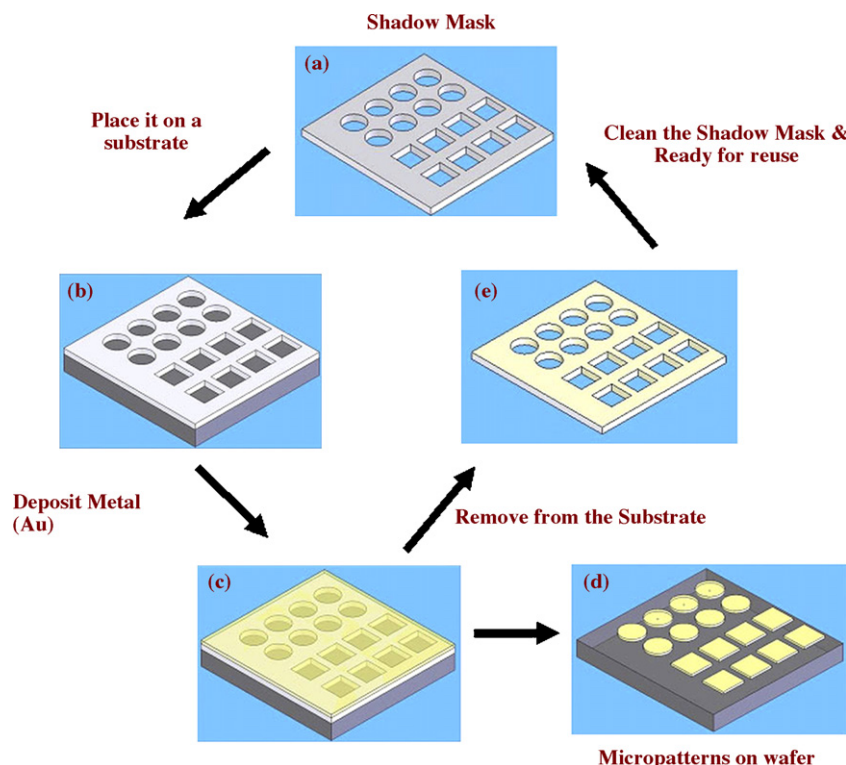 Shadow Mask
(a)
Place it on a
substrate
Clean the Shadow Mask &
Ready for reuse
(b)
(e)
Deposit Metal
(Au)
Remove from the Substrate
(c)
(d)
Micropatterns on wafer